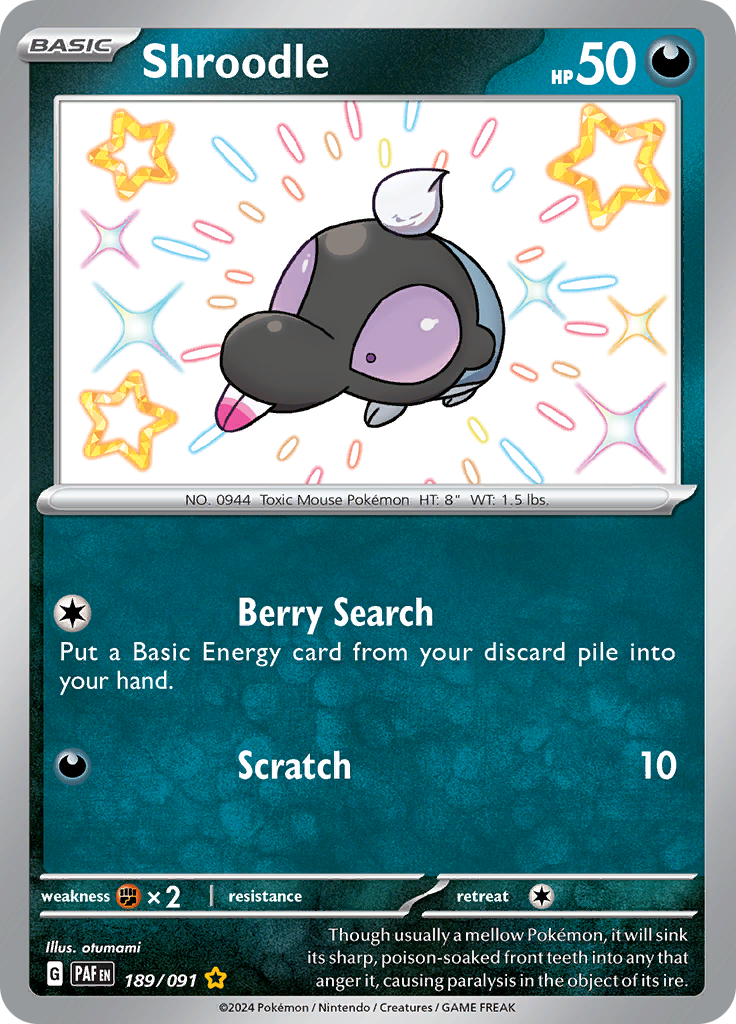 BASIC
Shroodle
HP 50
NO. 0944 Toxic Mouse Pokémon HT: 8" WT: 1.5 lbs.
Berry Search
Put a Basic Energy card from your discard pile into
your hand.
Scratch 10
weakness ×2 | resistance retreat
Illus. otumami
Though usually a mellow Pokémon, it will sink
its sharp, poison-soaked front teeth into any that
anger it, causing paralysis in the object of its ire.
G PAF EN 189/091
©2024 Pokémon / Nintendo / Creatures / GAME FREAK